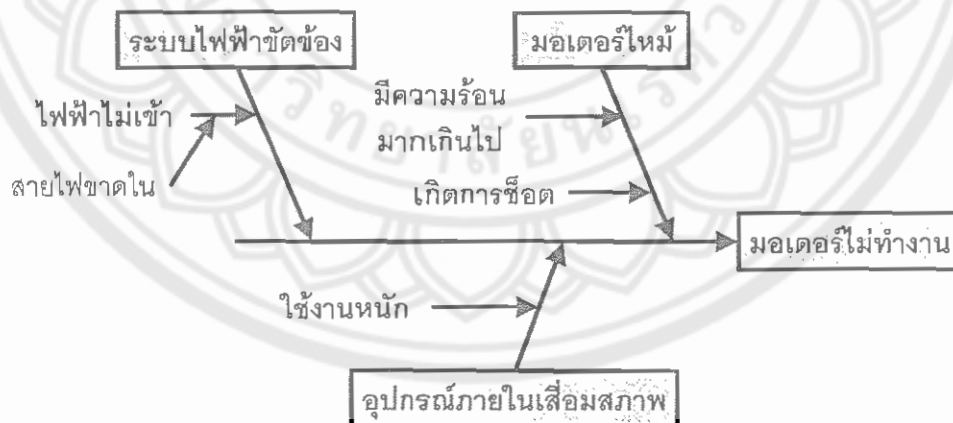 ระบบไฟฟ้าขัดข้อง
มอเตอร์ไหม้
ไฟฟ้าไม่เข้า
มีความร้อน
มากเกินไป
สายไฟขาดใน
เกิดการช็อต
มอเตอร์ไม่ทำงาน
ใช้งานหนัก
อุปกรณ์ภายในเสื่อมสภาพ